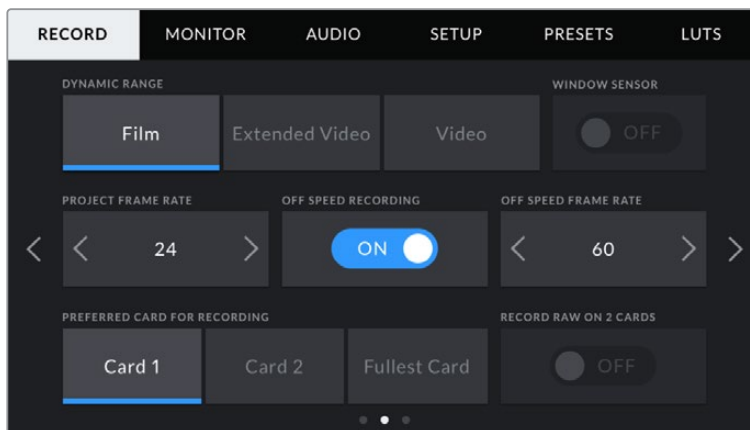 RECORD MONITOR AUDIO SETUP PRESETS LUTS
DYNAMIC RANGE WINDOW SENSOR
Film Extended Video Video OFF
PROJECT FRAME RATE OFF SPEED RECORDING OFF SPEED FRAME RATE
24 ON 60
PREFERRED CARD FOR RECORDING RECORD RAW ON 2 CARDS
Card 1 Card 2 Fullest Card OFF